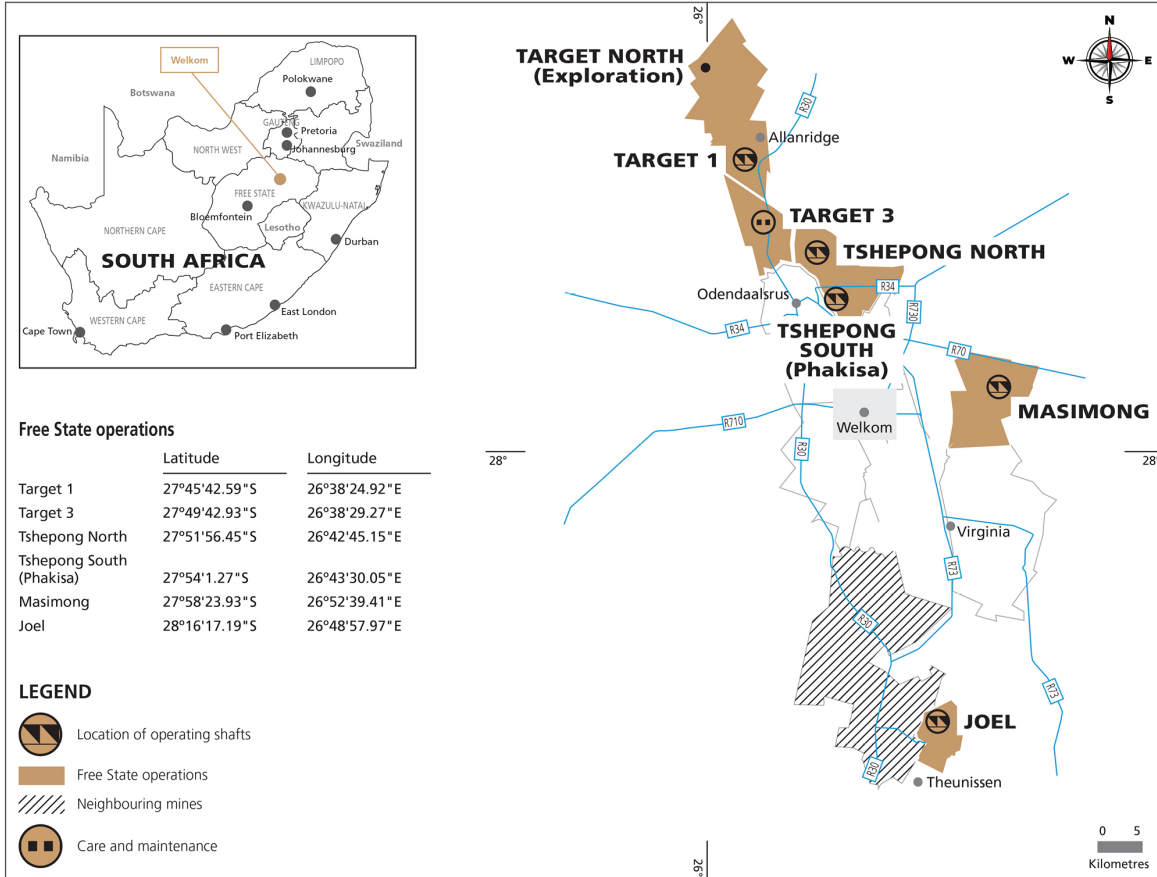 Welkom
LIMPOPO
Polokwane
Botswana
GAUTENG
Pretoria
Johannesburg
NORTH WEST
Swaziland
Namibia
FREE STATE
KWAZULU-NATAL
Bloemfontein
Lesotho
NORTHERN CAPE
Durban
SOUTH AFRICA
EASTERN CAPE
East London
WESTERN CAPE
Cape Town
Port Elizabeth
26°
N
W E
S
TARGET NORTH
(Exploration)
R30
Allanridge
TARGET 1
TARGET 3
TSHEPONG NORTH
Odendaalsrus
R34
R730
R34
TSHEPONG
SOUTH
(Phakisa)
R70
MASIMONG
R710
Welkom
R30
28°
28°
Virginia
R73
R30
R73
JOEL
R30
Theunissen
26°
0 5
Kilometres
Free State operations
Latitude Longitude
Target 1 27°45'42.59"S 26°38'24.92"E
Target 3 27°49'42.93"S 26°38'29.27"E
Tshepong North 27°51'56.45"S 26°42'45.15"E
Tshepong South
(Phakisa) 27°54'1.27"S 26°43'30.05"E
Masimong 27°58'23.93"S 26°52'39.41"E
Joel 28°16'17.19"S 26°48'57.97"E
LEGEND
Location of operating shafts
Free State operations
Neighbouring mines
Care and maintenance